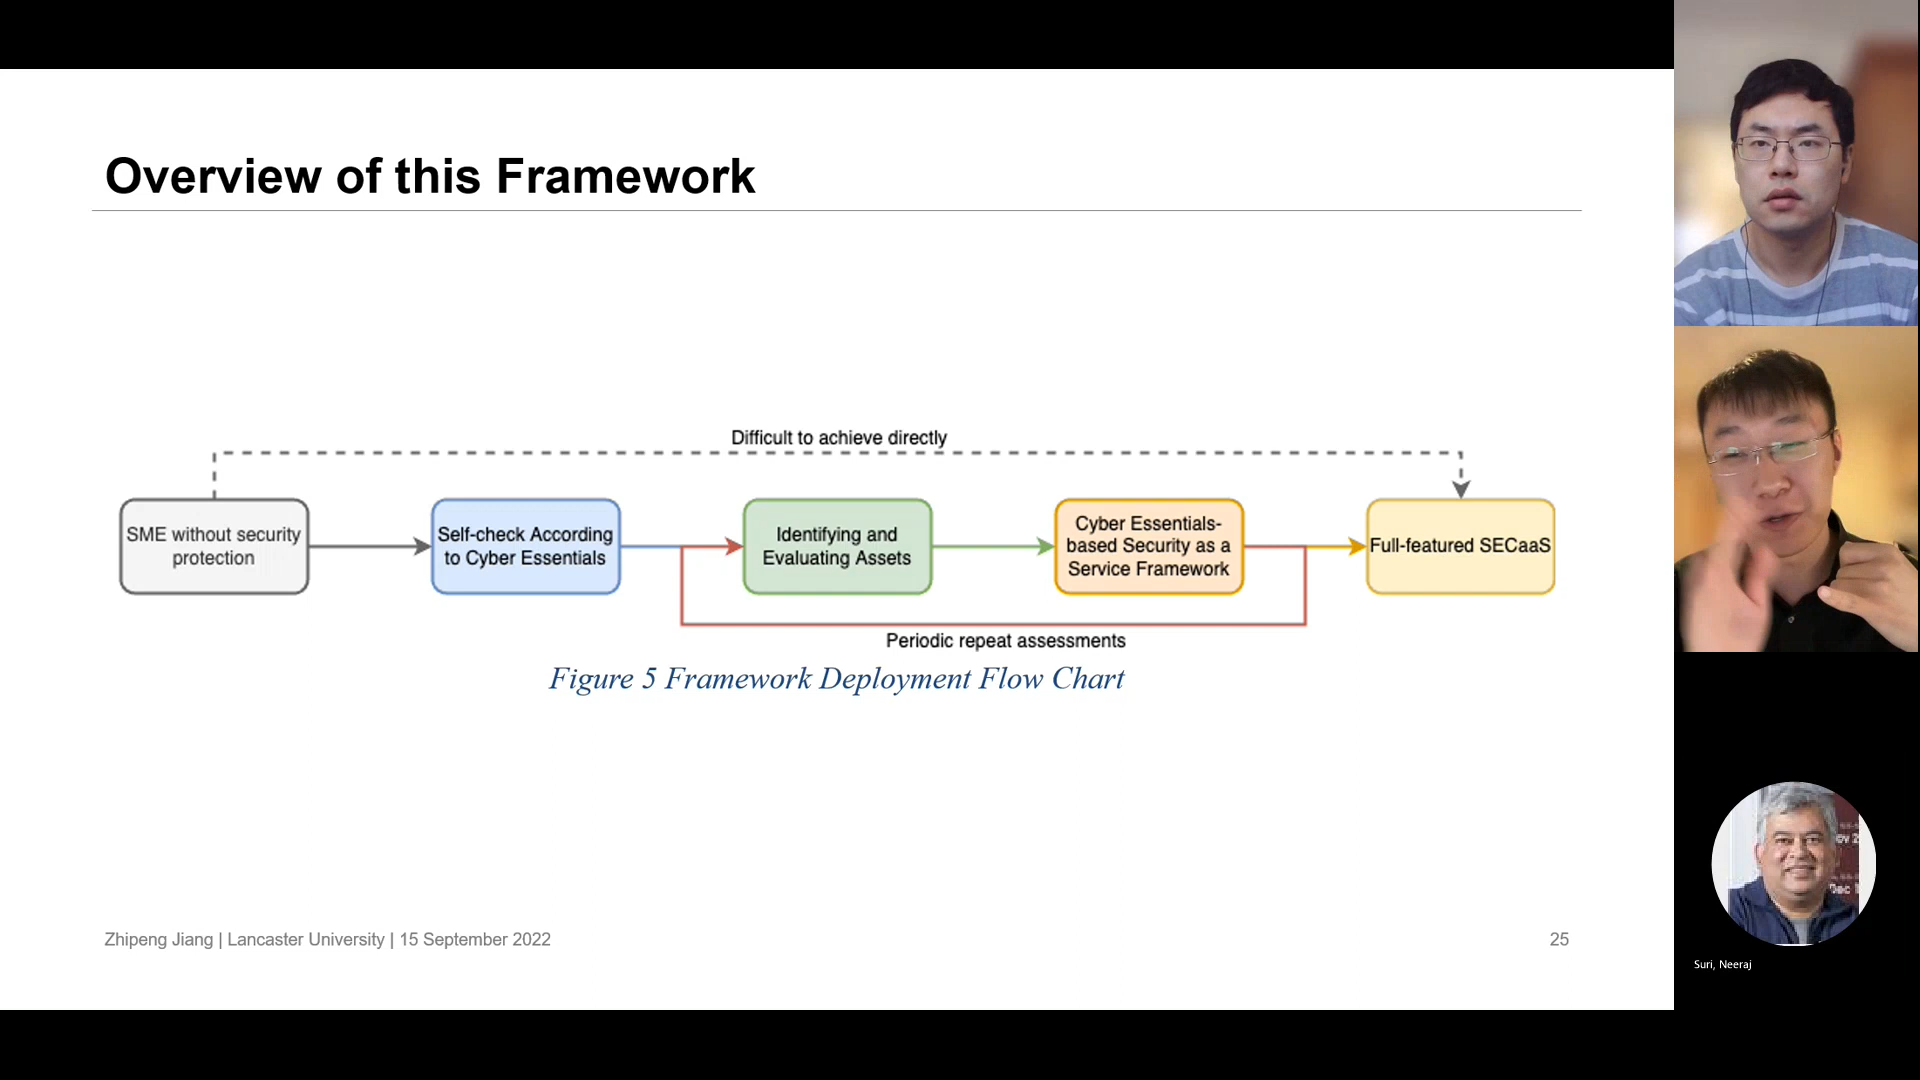 Overview of this Framework
Difficult to achieve directly
SME without security
protection
Self-check According
to Cyber Essentials
Identifying and
Evaluating Assets
Cyber Essentials-
based Security as a
Service Framework
Full-featured SECaaS
Periodic repeat assessments
Figure 5 Framework Deployment Flow Chart
Zhipeng Jiang | Lancaster University | 15 September 2022
25
Suri, Neeraj